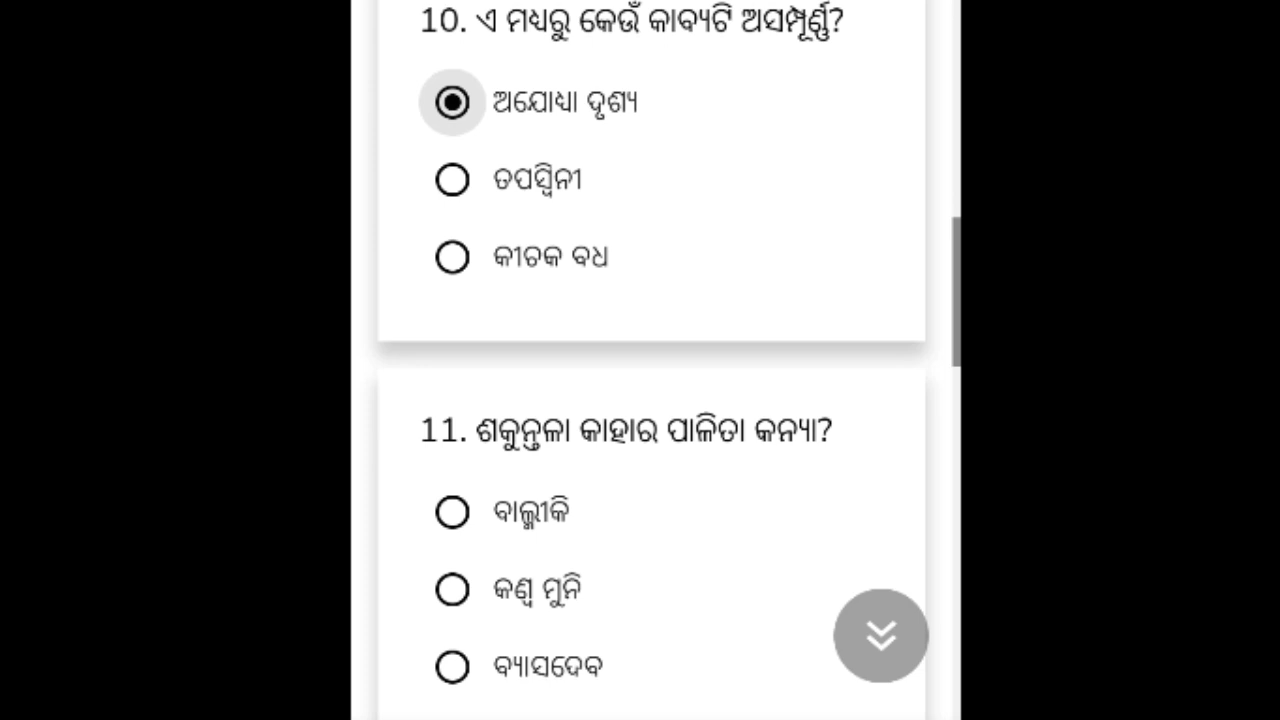 10. ଏ ମଧ୍ୟରୁ କେଉଁ କାବ୍ୟଟି ଅସମ୍ପୂର୍ଣ୍ଣ?
ଅଯୋଧ୍ୟା ଦୃଶ୍ୟ
ତପସ୍ୱିନୀ
କୀଚକ ବଧ
11. ଶକୁନ୍ତଳା କାହାର ପାଳିତା କନ୍ୟା?
ବାଲ୍ମୀକି
କଣ୍ୱ ମୁନି
ବ୍ୟାସଦେବ